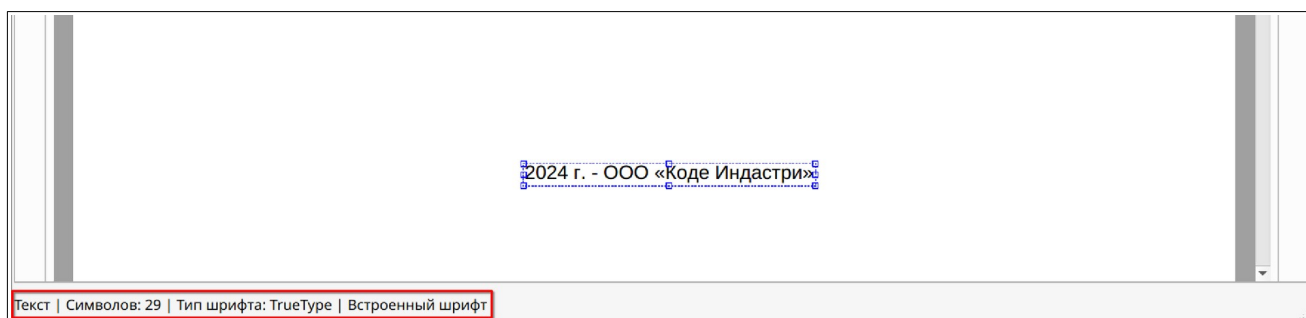 2024 г. - ООО «Коде Индастри»
Текст | Символов: 29 | Тип шрифта: TrueType | Встроенный шрифт